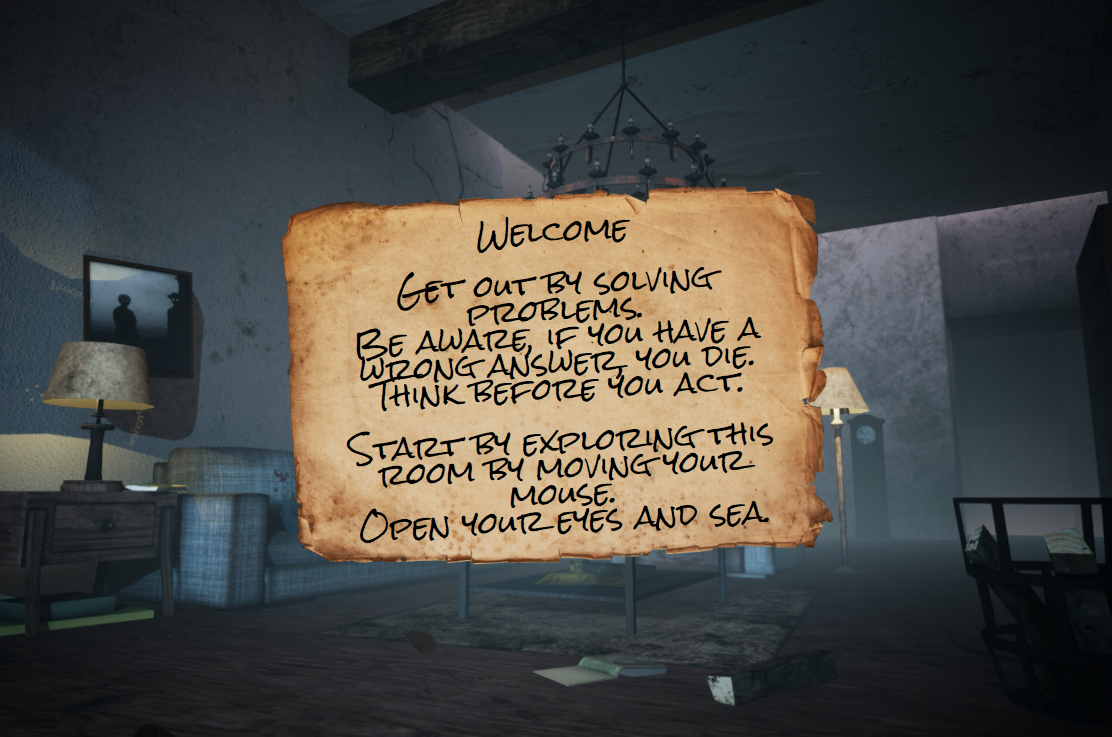 Welcome
Get out by solving
problems.
Be aware, if you have a
wrong answer, you die.
Think before you act.
Start by exploring this
room by moving your
mouse.
Open your eyes and sea.